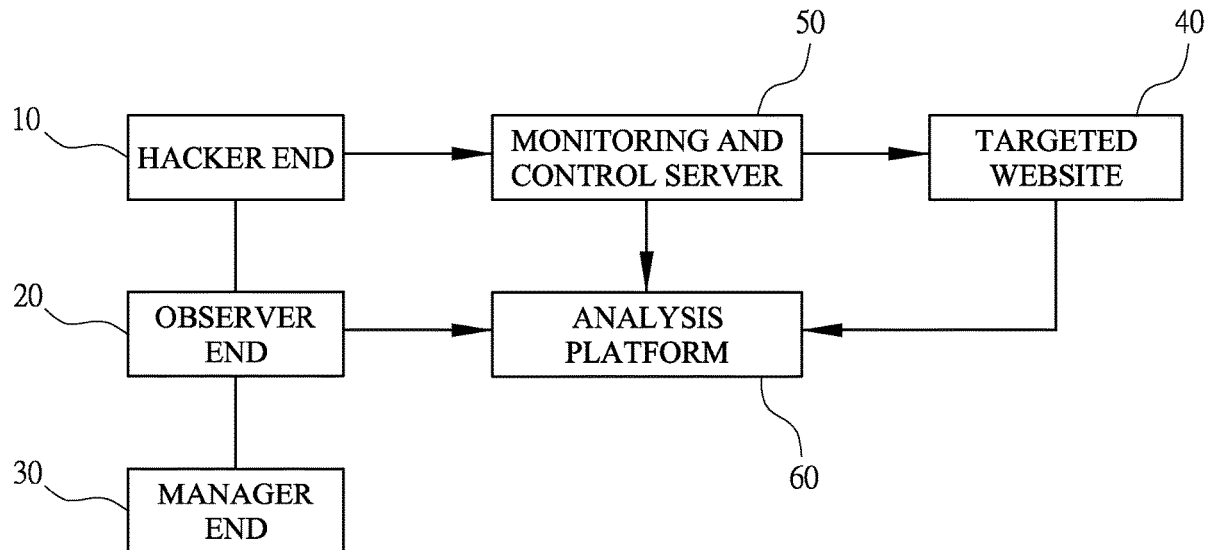 50
40
10
HACKER END
MONITORING AND
CONTROL SERVER
TARGETED
WEBSITE
20
OBSERVER
END
ANALYSIS
PLATFORM
30
MANAGER
END
60